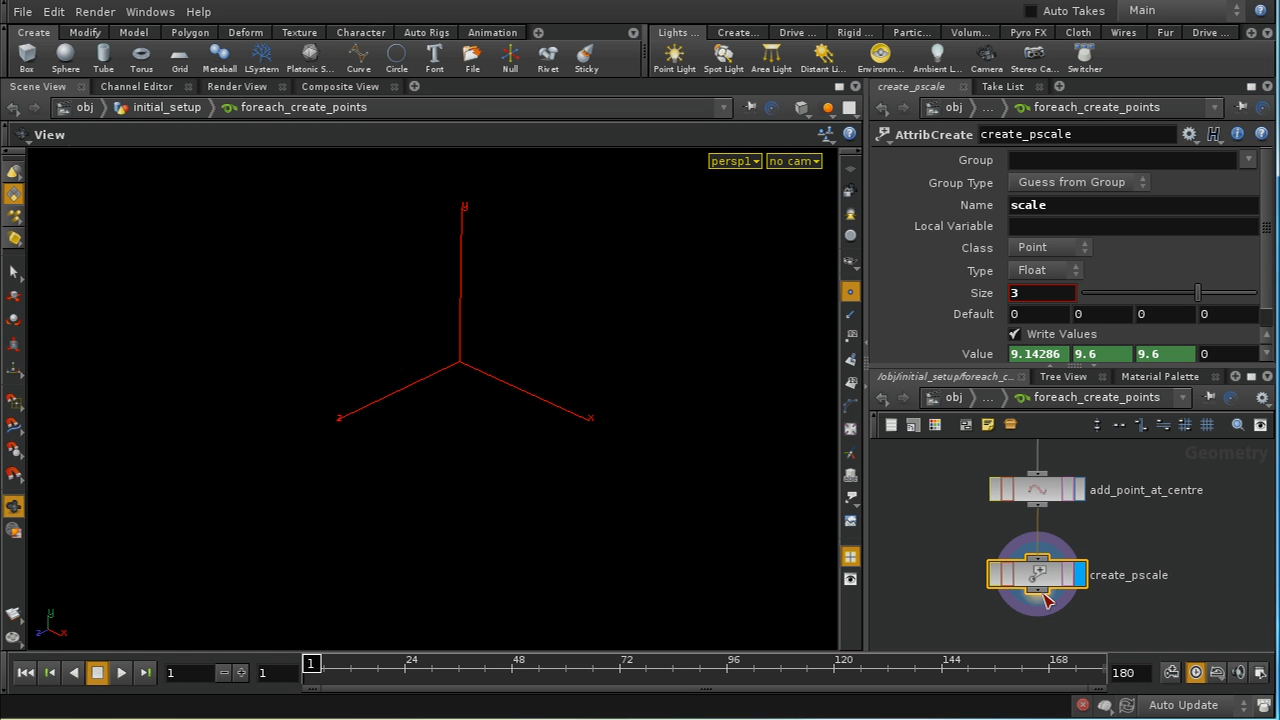 File Edit Render Windows Help
Auto Takes Main
Create Modify Model Polygon Deform Texture Character Auto Rigs Animation
Lights ... Create... Drive ... Rigid ... Partic... Volum... Pyro FX Cloth Wires Fur Drive ...
Box Sphere Tube Torus Grid Metaball LSystem Platonic S... Curve Circle Font File Null Rivet Sticky
Point Light Spot Light Area Light Distant Li... Environm... Ambient L... Camera Stereo Ca... Switcher
Scene View Channel Editor Render View Composite View
create_pscale Take List
obj initial_setup foreach_create_points
obj ... foreach_create_points
View
AttribCreate create_pscale
persp1 no cam
Group
Group Type Guess from Group
Name scale
Local Variable
Class Point
Type Float
Size 3
Default 0 0 0 0
Write Values
Value 9.14286 9.6 9.6 0
y
z
x
/obj/initial_setup/foreach_c... Tree View Material Palette
obj ... foreach_create_points
Geometry
add_point_at_centre
create_pscale
y
z x
1 1 1 24 48 72 96 120 144 168 180
Auto Update